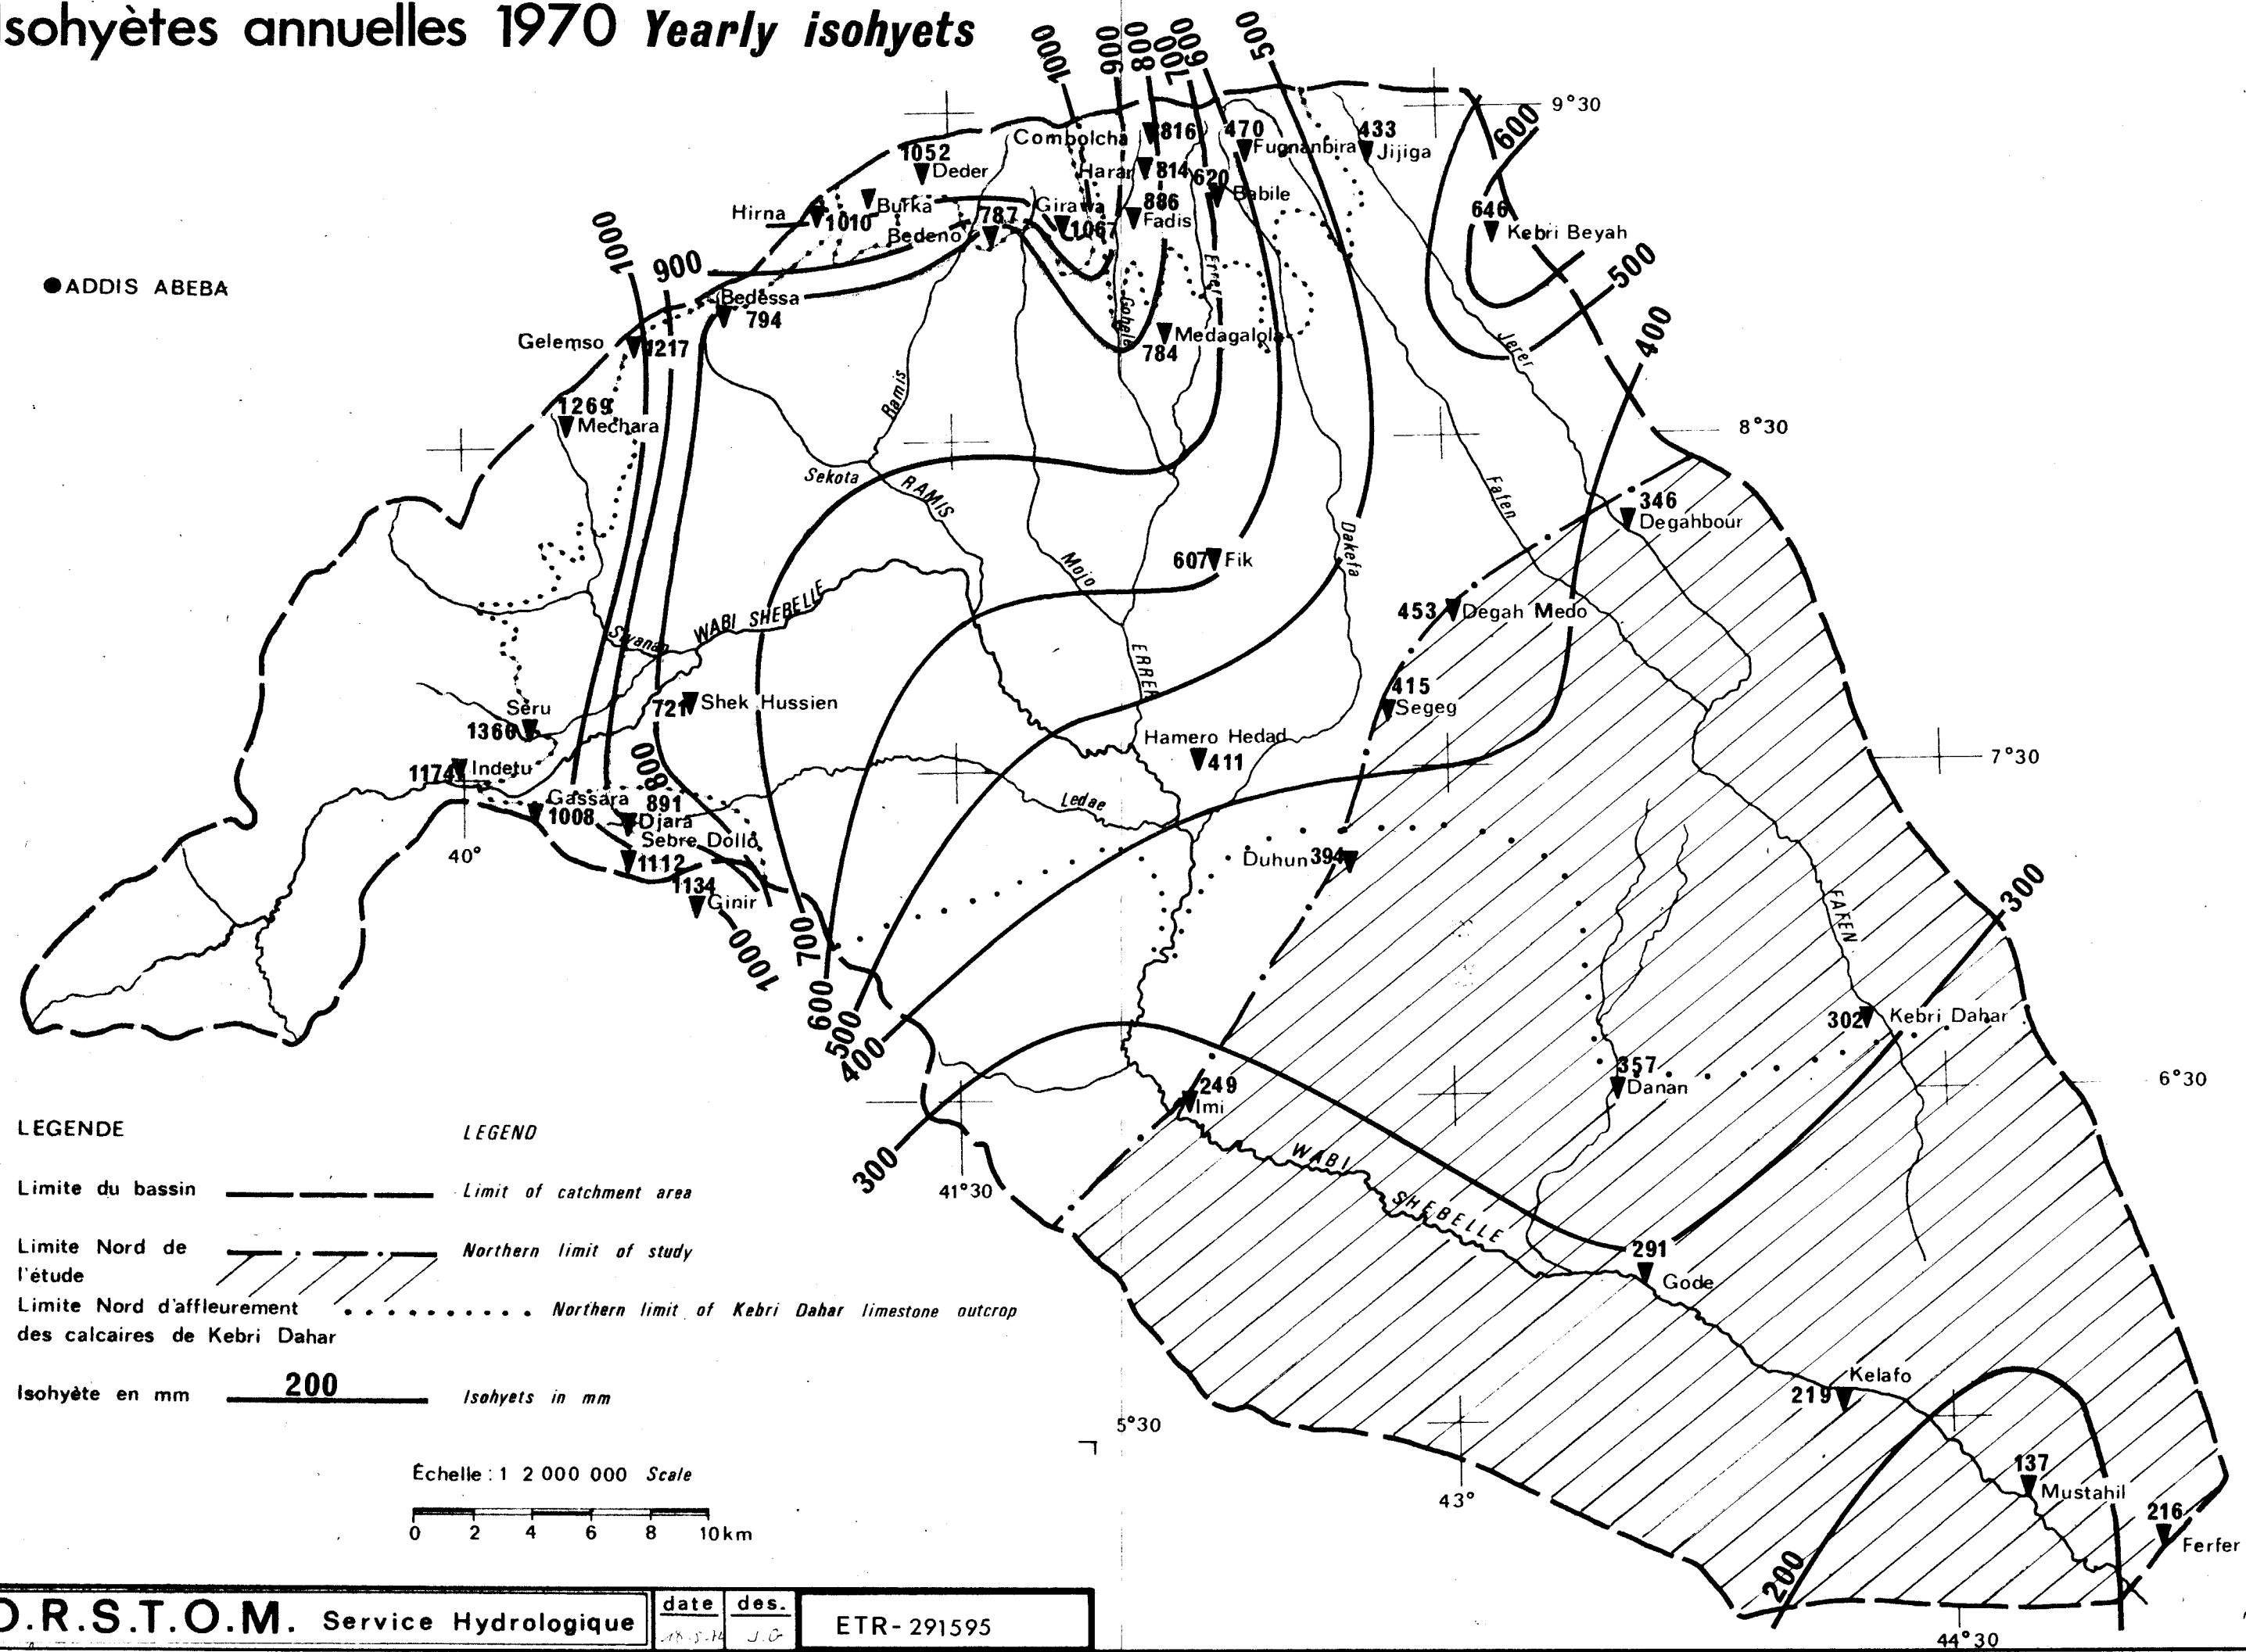 sohyètes annuelles 1970 Yearly isohyets
1000
900
800
700
600
500
9°30
600
Combolcha 816
470 Fugnanbira
433 Jijiga
1052 Deder
Harar 814
620 Babile
Hirna 1010
Burka
Bedeno 787
Girawa 1067
886 Fadis
646 Kebri Beyah
1000
900
500
ADDIS ABEBA
Bedessa 794
Gobele
Errer
Medagalola 784
Jerer
400
Gelemso 1217
1269 Mechara
Ramis
8°30
Sekota
RAMIS
Fafen
346 Degahbour
Dakefa
607 Fik
Mojo
453 Degah Medo
WABI SHEBELLE
ERRER
415 Segeg
721 Shek Hussien
Seru 1366
Hamero Hedad 411
7°30
1174 Indetu
800
Ledae
Gassara 1008
891 Djara
Sebre Dollo 1112
40°
Duhun 394
1134 Ginir
300
FAFEN
1000
700
600
500
400
302 Kebri Dahar
357 Danan
6°30
249 Imi
300
41°30
WABI
SHEBELLE
291 Gode
LEGENDE LEGEND
Limite du bassin Limit of catchment area
Limite Nord de Northern limit of study
l'étude
Limite Nord d'affleurement Northern limit of Kebri Dahar limestone outcrop
des calcaires de Kebri Dahar
Isohyète en mm 200 Isohyets in mm
Kelafo 219
5°30
43°
137 Mustahil
216 Ferfer
200
44°30
Échelle : 1 2 000 000 Scale
0 2 4 6 8 10km
O.R.S.T.O.M. Service Hydrologique
date
des.
J.G
ETR-291595